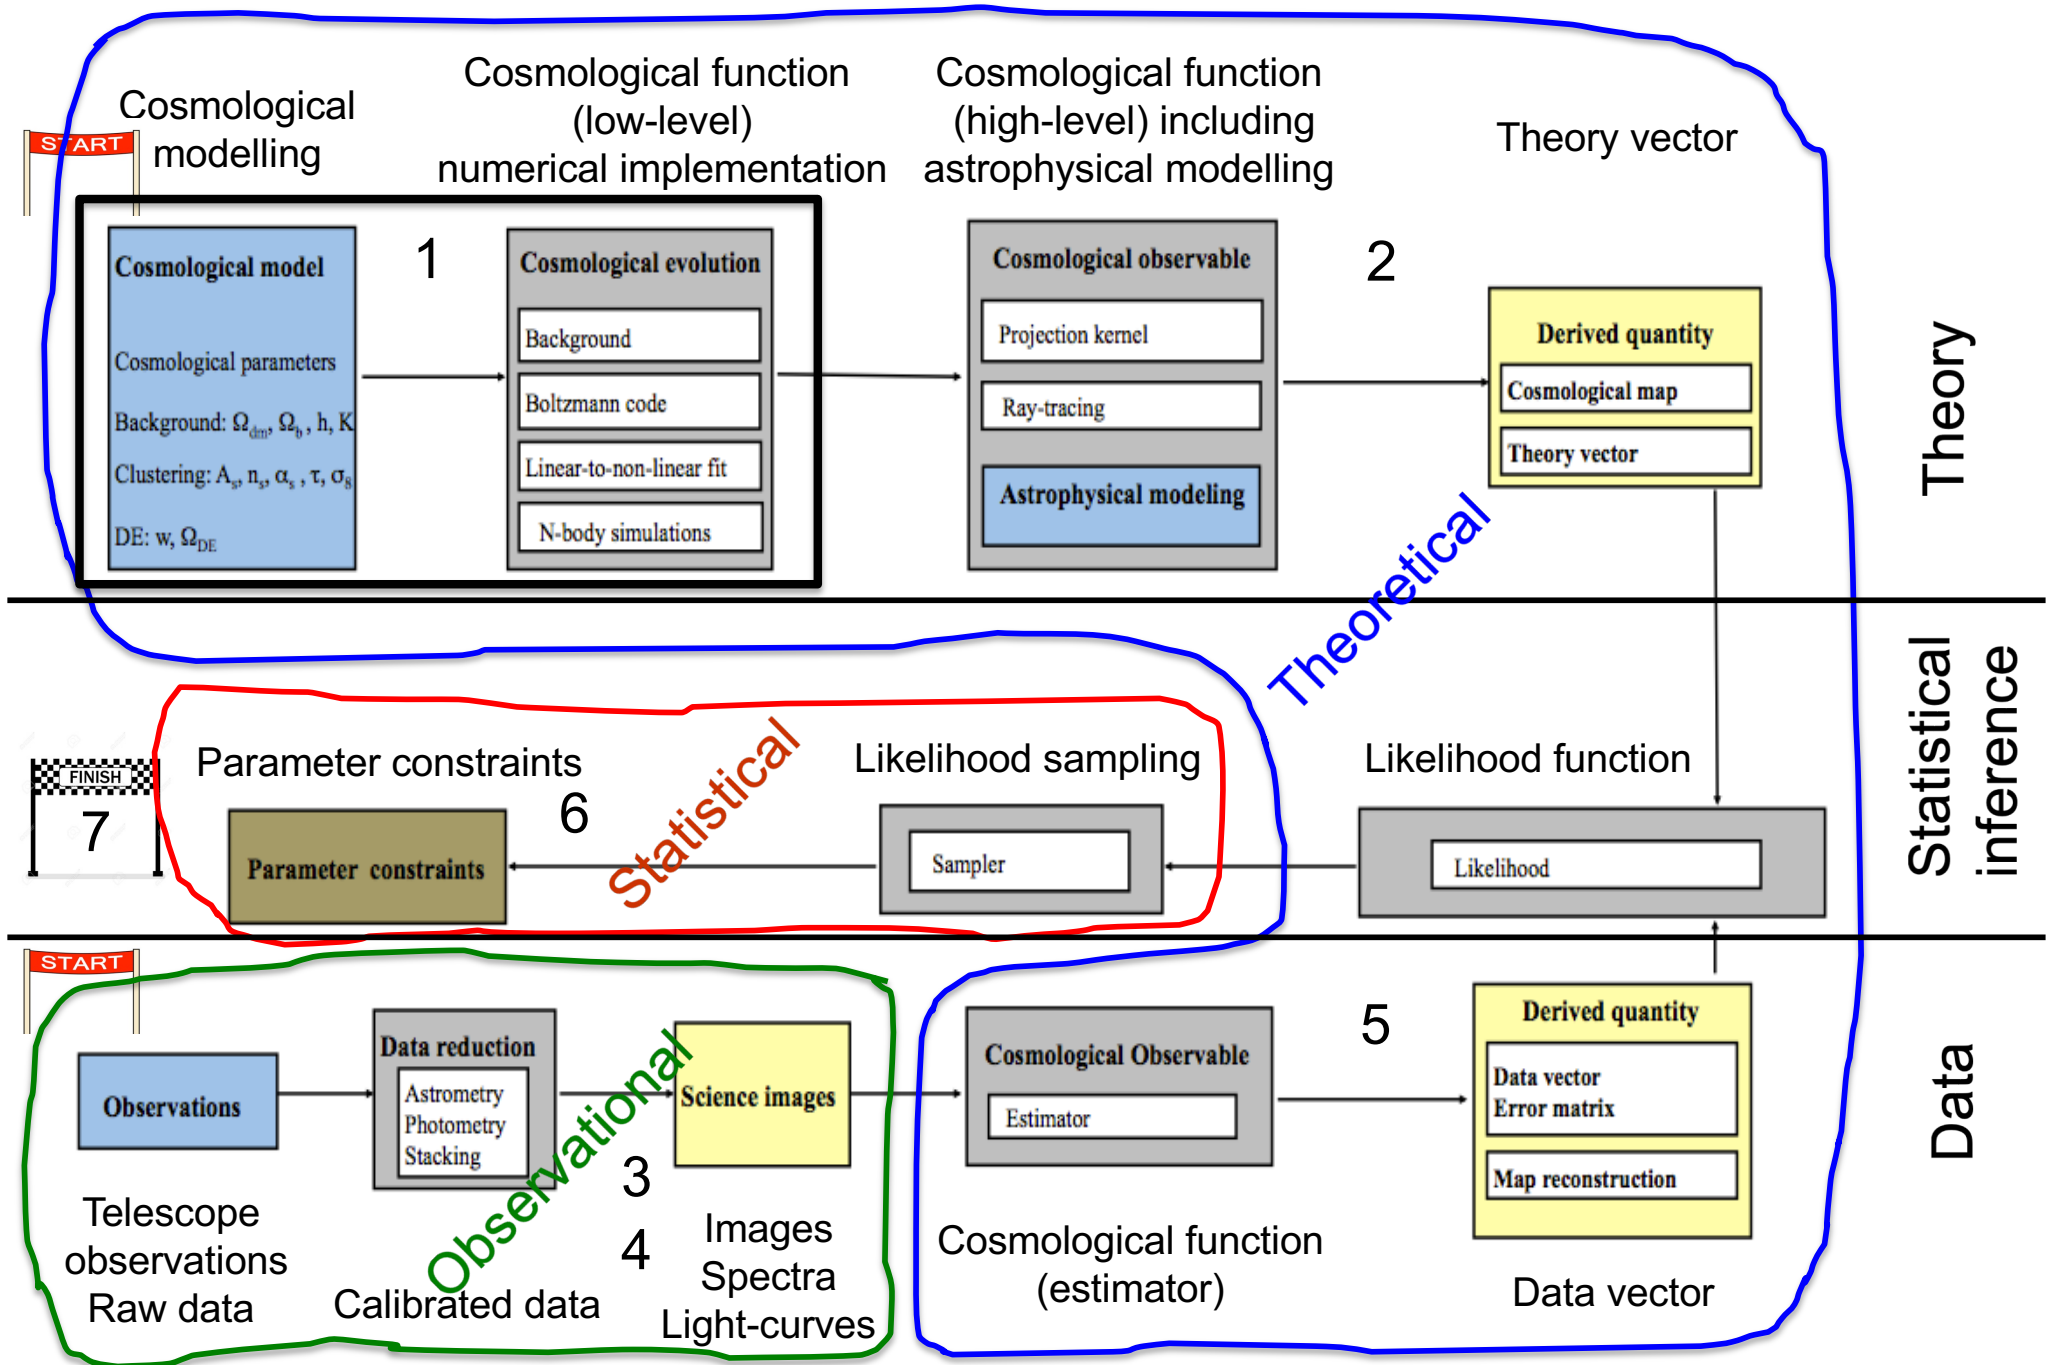 Cosmological
modelling
Cosmological function
(low-level)
numerical implementation
Cosmological function
(high-level) including
astrophysical modelling
Theory vector
START
Cosmological model
Cosmological parameters
Background: Ω_dm, Ω_b , h, K
Clustering: A_s, n_s, α_s , τ, σ_8
DE: w, Ω_DE
1
Cosmological evolution
Background
Boltzmann code
Linear-to-non-linear fit
N-body simulations
Cosmological observable
Projection kernel
Ray-tracing
Astrophysical modeling
2
Derived quantity
Cosmological map
Theory vector
Theory
Theoretical
Statistical
inference
FINISH
7
Parameter constraints
6
Parameter constraints
Statistical
Likelihood sampling
Sampler
Likelihood function
Likelihood
START
Observations
Telescope
observations
Raw data
Data reduction
Astrometry
Photometry
Stacking
Calibrated data
Observational
3
4
Science images
Images
Spectra
Light-curves
Cosmological Observable
Estimator
Cosmological function
(estimator)
5
Derived quantity
Data vector
Error matrix
Map reconstruction
Data vector
Data